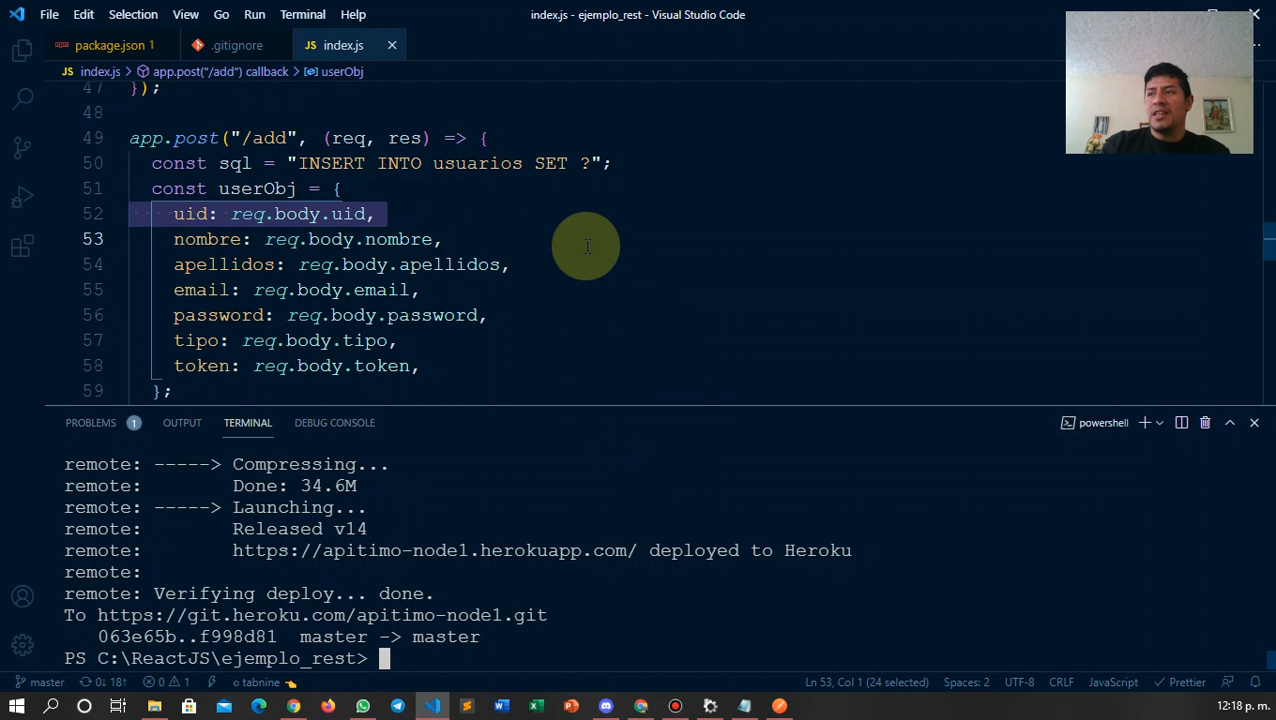 File Edit Selection View Go Run Terminal Help index.js - ejemplo_rest - Visual Studio Code
package.json 1 .gitignore JS index.js
JS index.js > app.post("/add") callback > userObj
47 });
48
49 app.post("/add", (req, res) => {
50 const sql = "INSERT INTO usuarios SET ?";
51 const userObj = {
52 uid: req.body.uid,
53 nombre: req.body.nombre,
54 apellidos: req.body.apellidos,
55 email: req.body.email,
56 password: req.body.password,
57 tipo: req.body.tipo,
58 token: req.body.token,
59 };
PROBLEMS 1 OUTPUT TERMINAL DEBUG CONSOLE powershell
remote: -----> Compressing...
remote: Done: 34.6M
remote: -----> Launching...
remote: Released v14
remote: https://apitimo-node1.herokuapp.com/ deployed to Heroku
remote:
remote: Verifying deploy... done.
To https://git.heroku.com/apitimo-node1.git
063e65b..f998d81 master -> master
PS C:\ReactJS\ejemplo_rest>
master 0↓ 18↑ 0 1 tabnine Ln 53, Col 1 (24 selected) Spaces: 2 UTF-8 CRLF JavaScript Prettier
12:18 p. m.